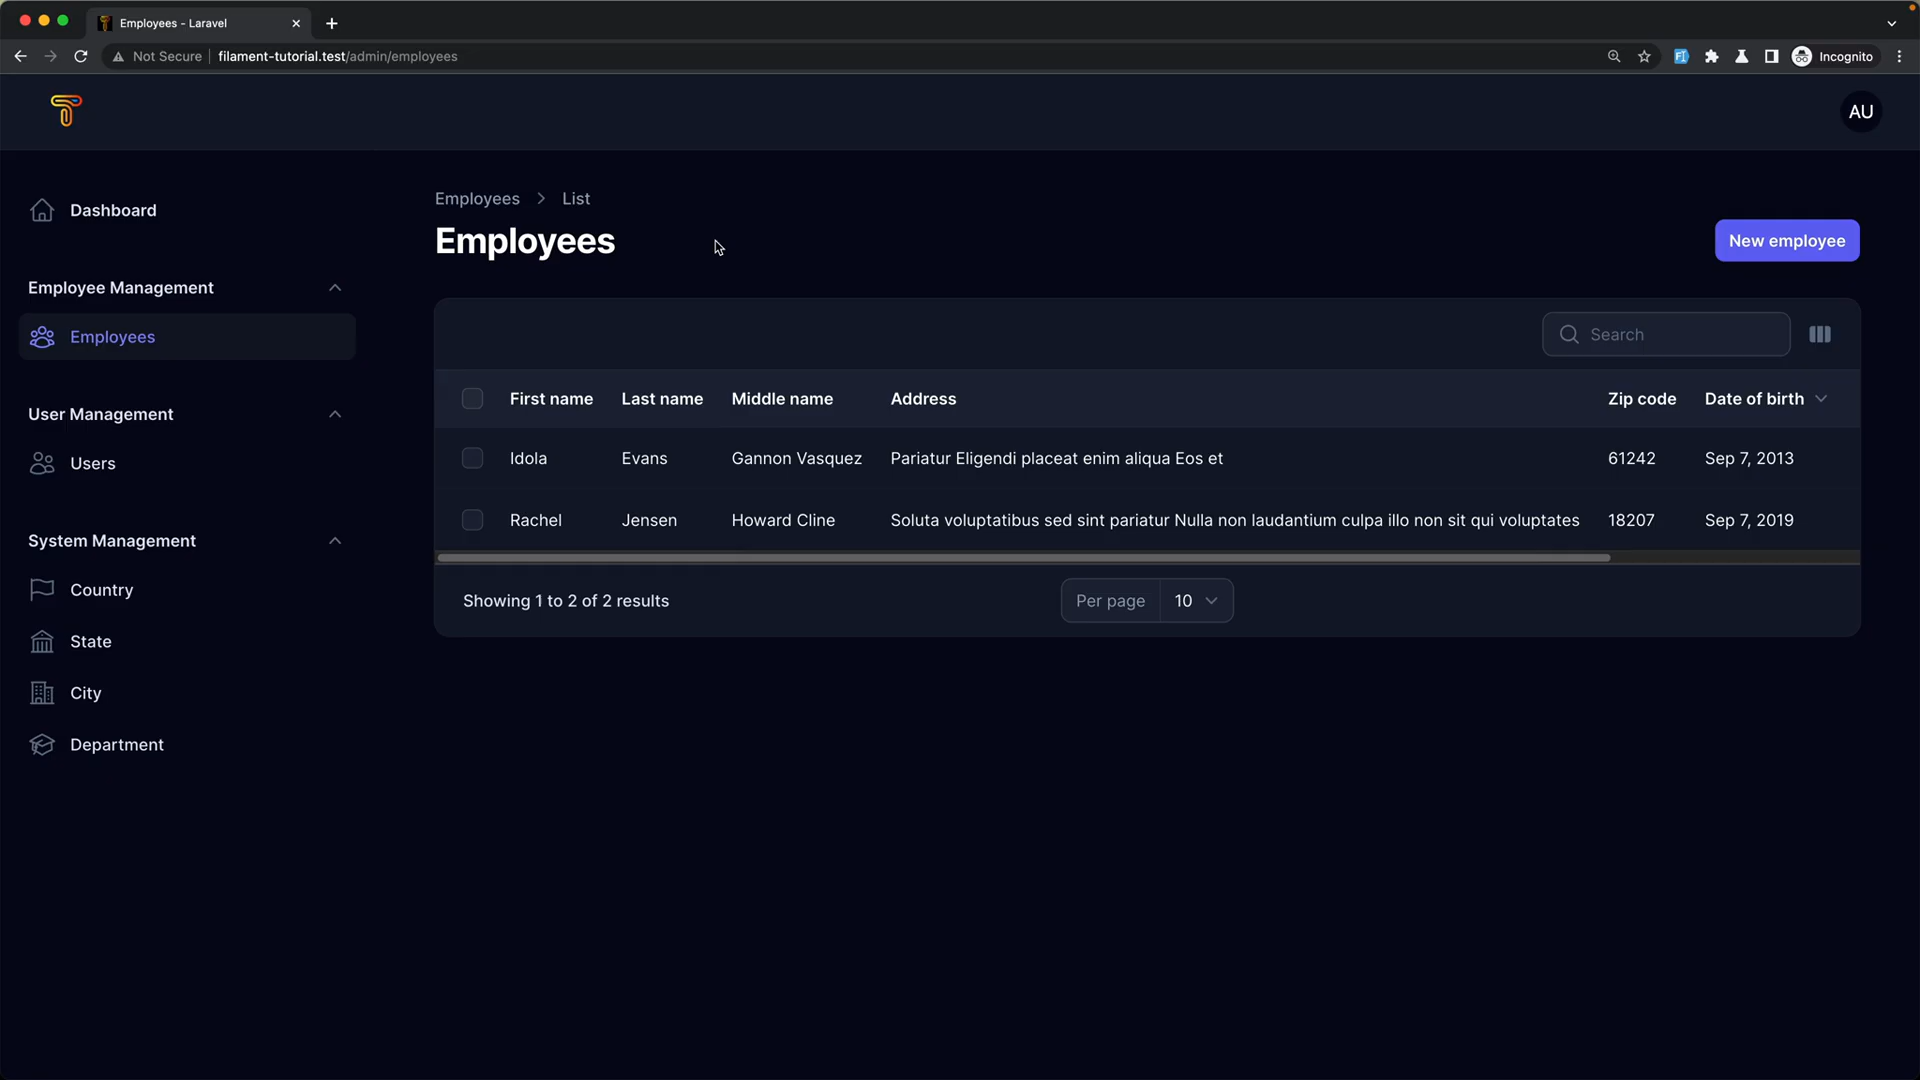 Employees - Laravel
Not Secure filament-tutorial.test/admin/employees Incognito
AU
Dashboard
Employee Management
Employees
User Management
Users
System Management
Country
State
City
Department
Employees List
Employees
New employee
Search
First name Last name Middle name Address Zip code Date of birth
Idola Evans Gannon Vasquez Pariatur Eligendi placeat enim aliqua Eos et 61242 Sep 7, 2013
Rachel Jensen Howard Cline Soluta voluptatibus sed sint pariatur Nulla non laudantium culpa illo non sit qui voluptates 18207 Sep 7, 2019
Showing 1 to 2 of 2 results
Per page 10